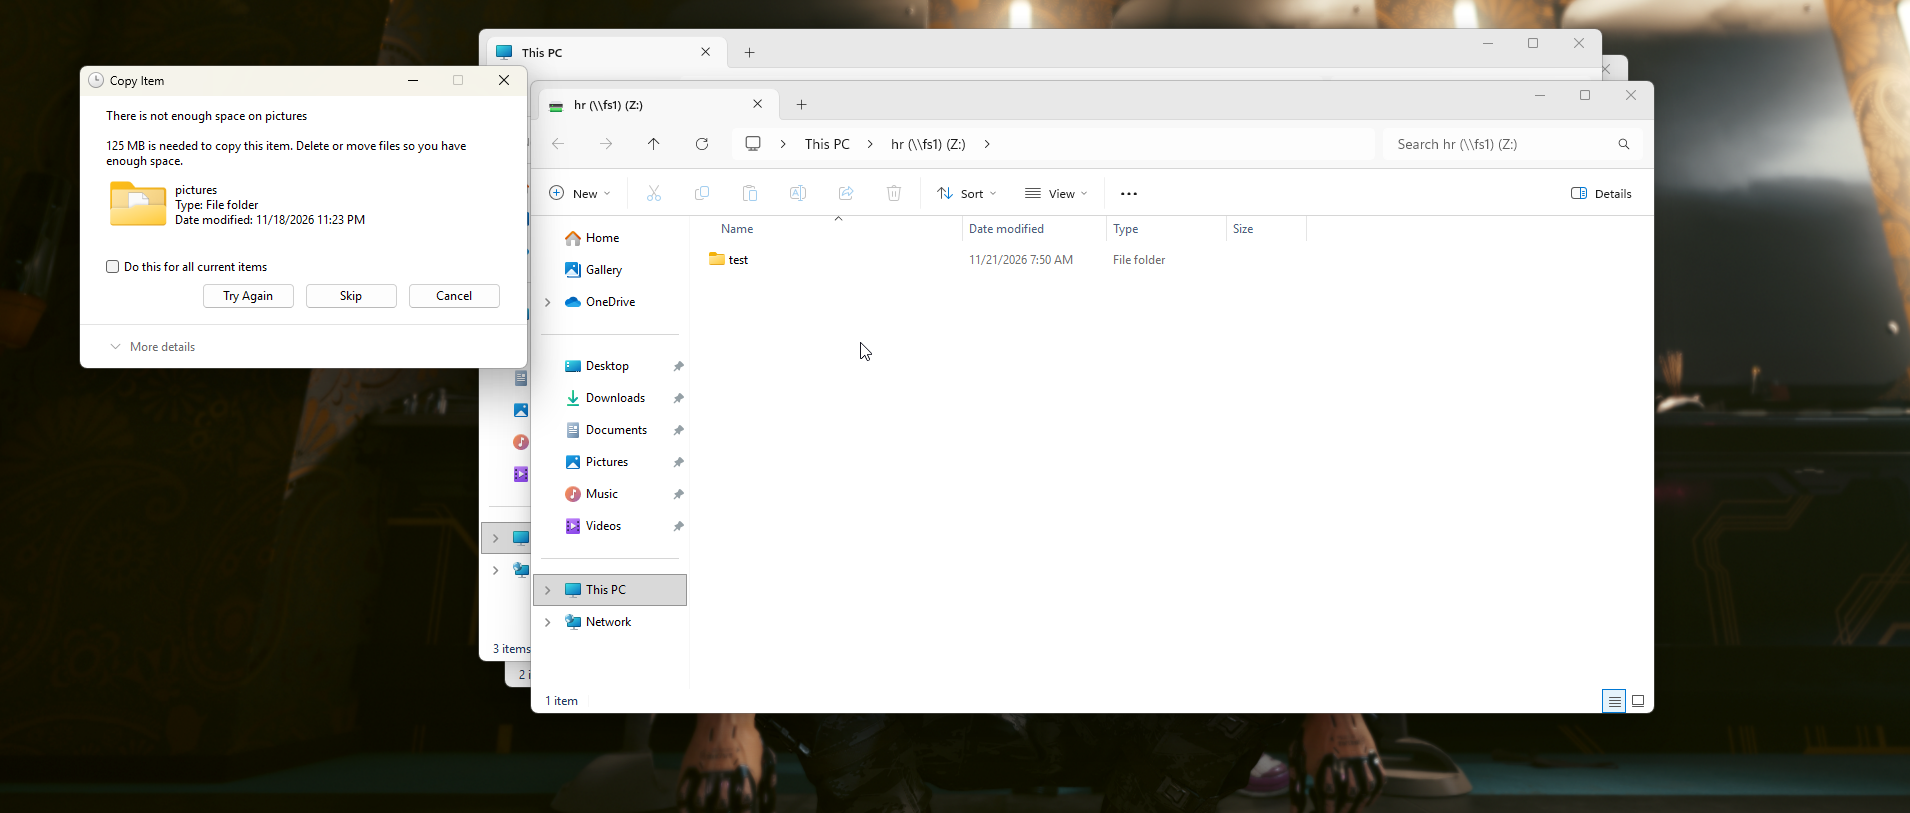 This PC
Copy Item
There is not enough space on pictures
125 MB is needed to copy this item. Delete or move files so you have
enough space.
pictures
Type: File folder
Date modified: 11/18/2026 11:23 PM
Do this for all current items
Try Again
Skip
Cancel
More details
3 items
2
hr (\\fs1) (Z:)
This PC
hr (\\fs1) (Z:)
Search hr (\\fs1) (Z:)
New
Sort
View
Details
Name
Date modified
Type
Size
test
11/21/2026 7:50 AM
File folder
Home
Gallery
OneDrive
Desktop
Downloads
Documents
Pictures
Music
Videos
This PC
Network
1 item